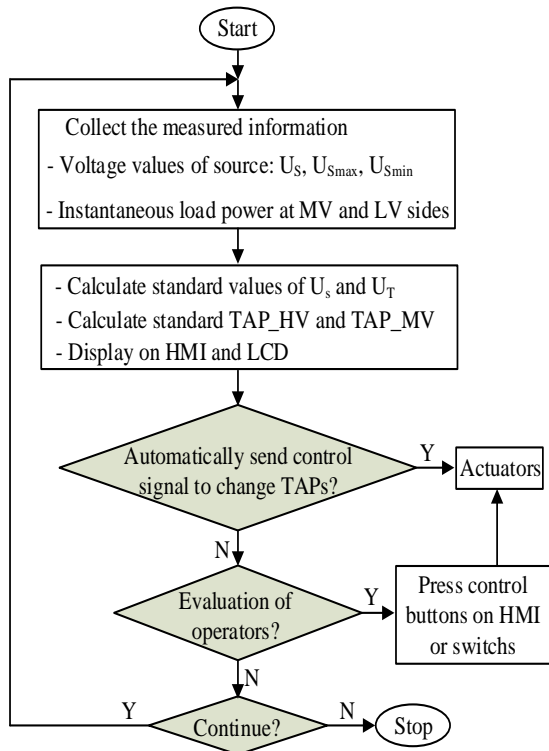 Start
Collect the measured information
- Voltage values of source: U_S, U_Smax, U_Smin
- Instantaneous load power at MV and LV sides
- Calculate standard values of U_s and U_T
- Calculate standard TAP_HV and TAP_MV
- Display on HMI and LCD
Automatically send control
signal to change TAPs?
Y
Actuators
N
Evaluation of
operators?
Y
Press control
buttons on HMI
or switchs
N
Y
Continue?
N
Stop